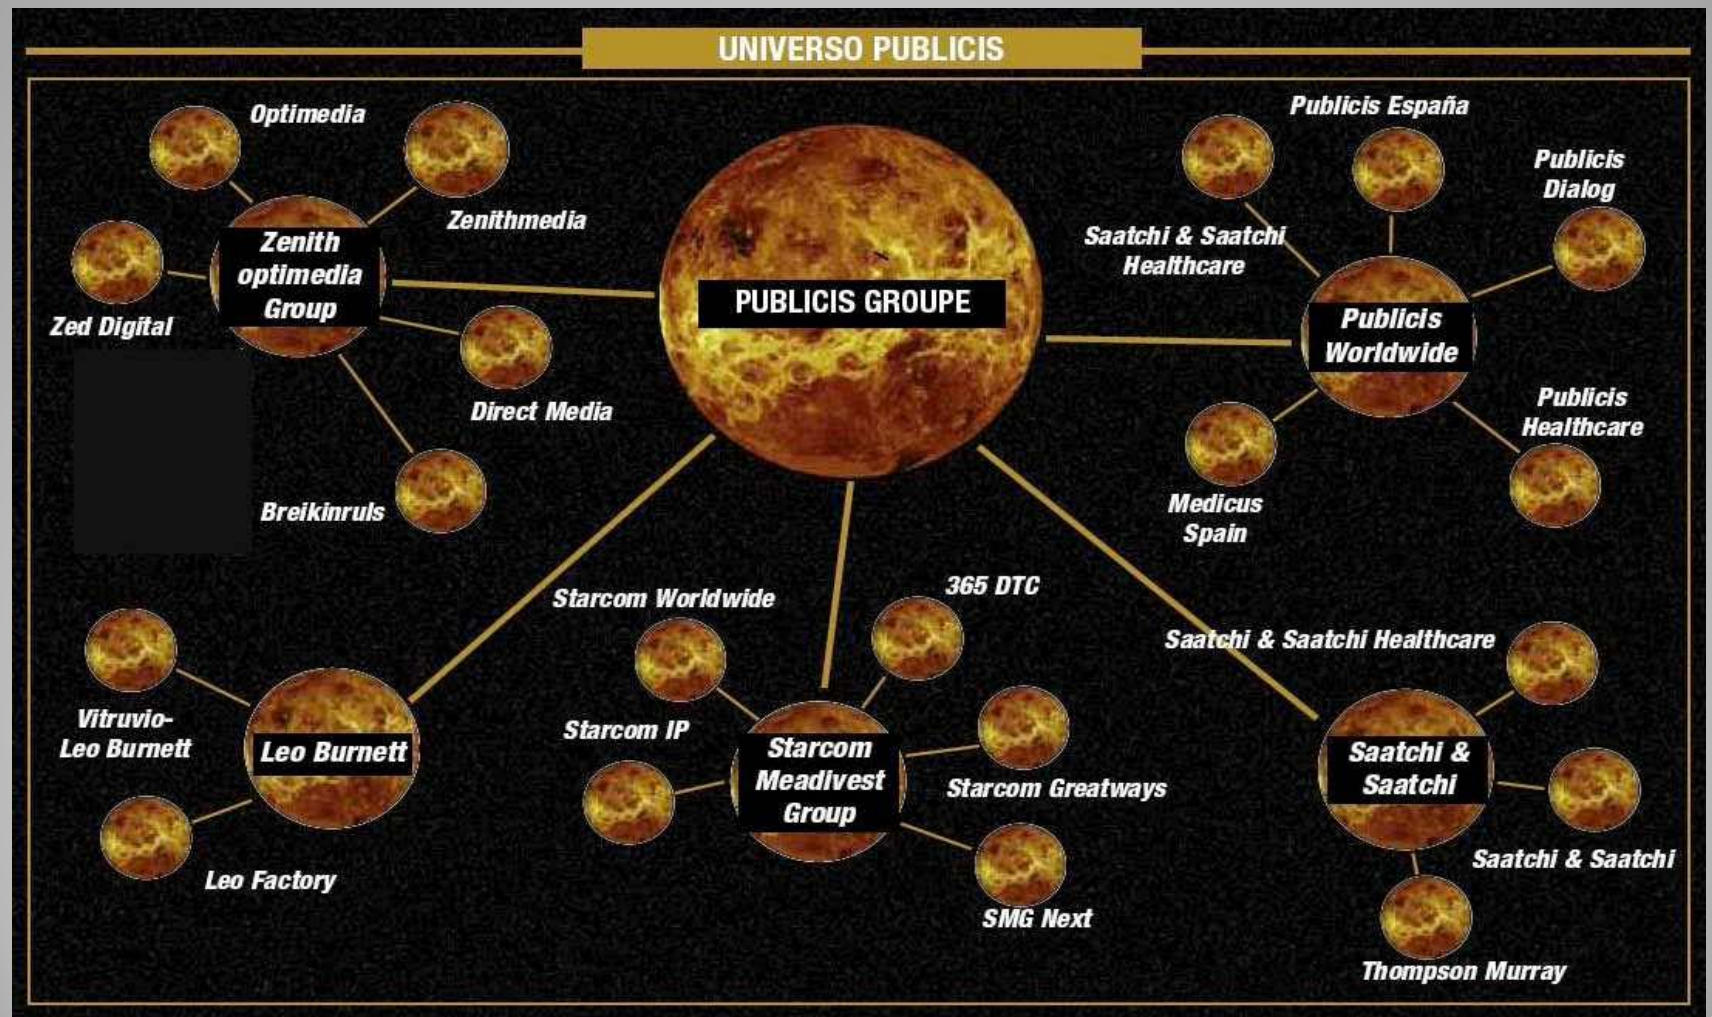 UNIVERSO PUBLICIS
Optimedia
Zenithmedia
Zenith
optimedia
Group
Zed Digital
Direct Media
Breikinruls
PUBLICIS GROUPE
Publicis España
Publicis
Dialog
Saatchi & Saatchi
Healthcare
Publicis
Worldwide
Publicis
Healthcare
Medicus
Spain
Vitruvio-
Leo Burnett
Leo Burnett
Leo Factory
Starcom Worldwide
365 DTC
Starcom IP
Starcom
Meadivest
Group
Starcom Greatways
SMG Next
Saatchi & Saatchi Healthcare
Saatchi &
Saatchi
Saatchi & Saatchi
Thompson Murray